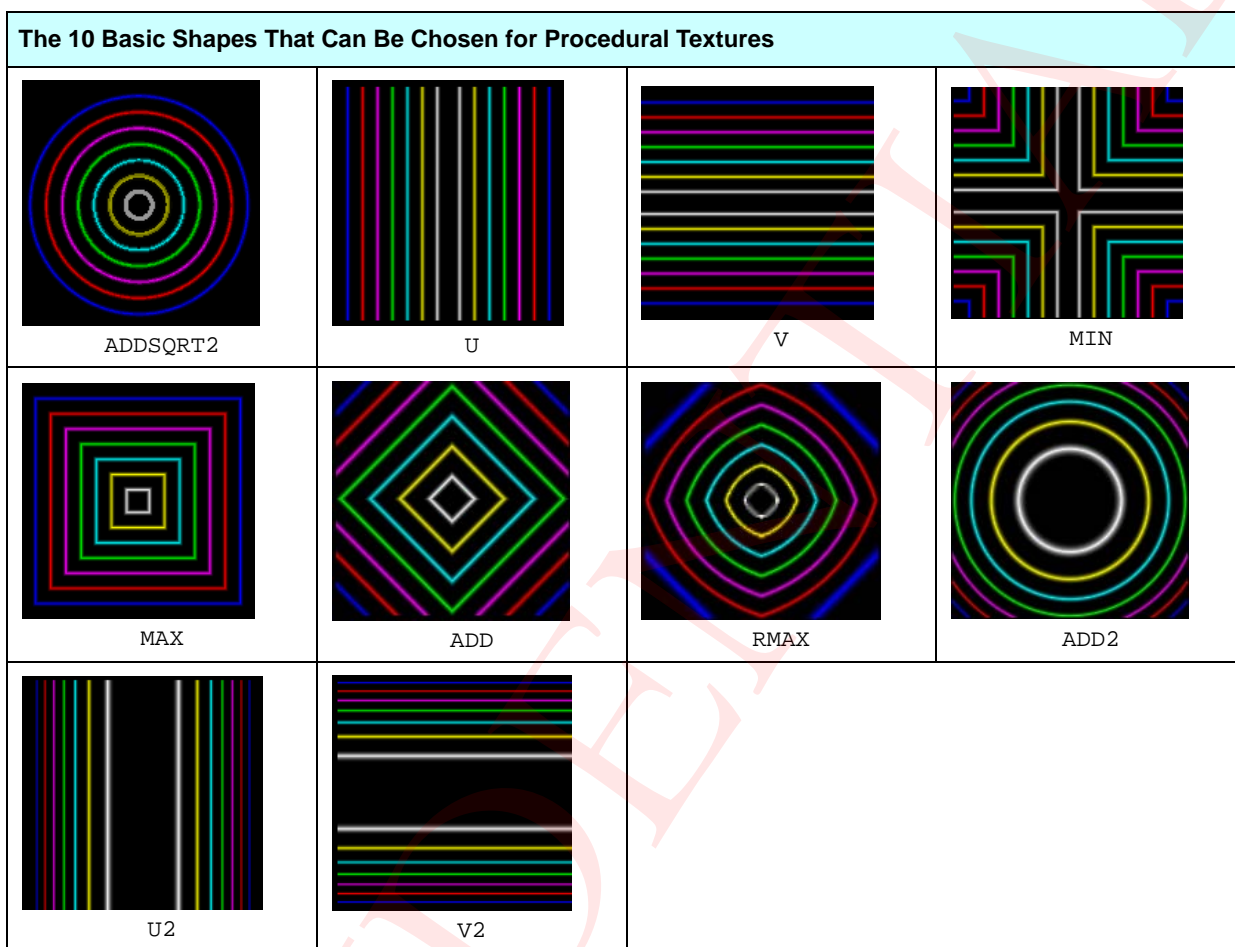 The 10 Basic Shapes That Can Be Chosen for Procedural Textures
ADDSQRT2
U
V
MIN
MAX
ADD
RMAX
ADD2
U2
V2